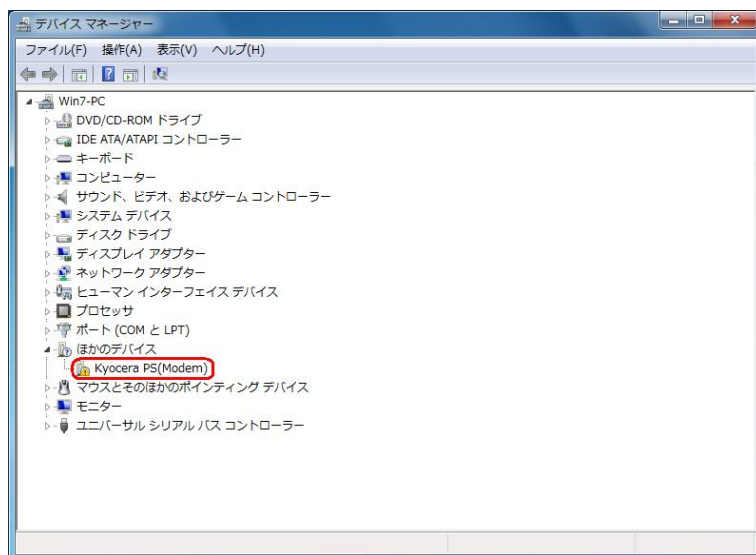 デバイス マネージャー
ファイル(F) 操作(A) 表示(V) ヘルプ(H)
Win7-PC
DVD/CD-ROM ドライブ
IDE ATA/ATAPI コントローラー
キーボード
コンピューター
サウンド、ビデオ、およびゲーム コントローラー
システム デバイス
ディスク ドライブ
ディスプレイ アダプター
ネットワーク アダプター
ヒューマン インターフェイス デバイス
プロセッサ
ポート (COM と LPT)
ほかのデバイス
Kyocera PS(Modem)
マウスとそのほかのポインティング デバイス
モニター
ユニバーサル シリアル バス コントローラー